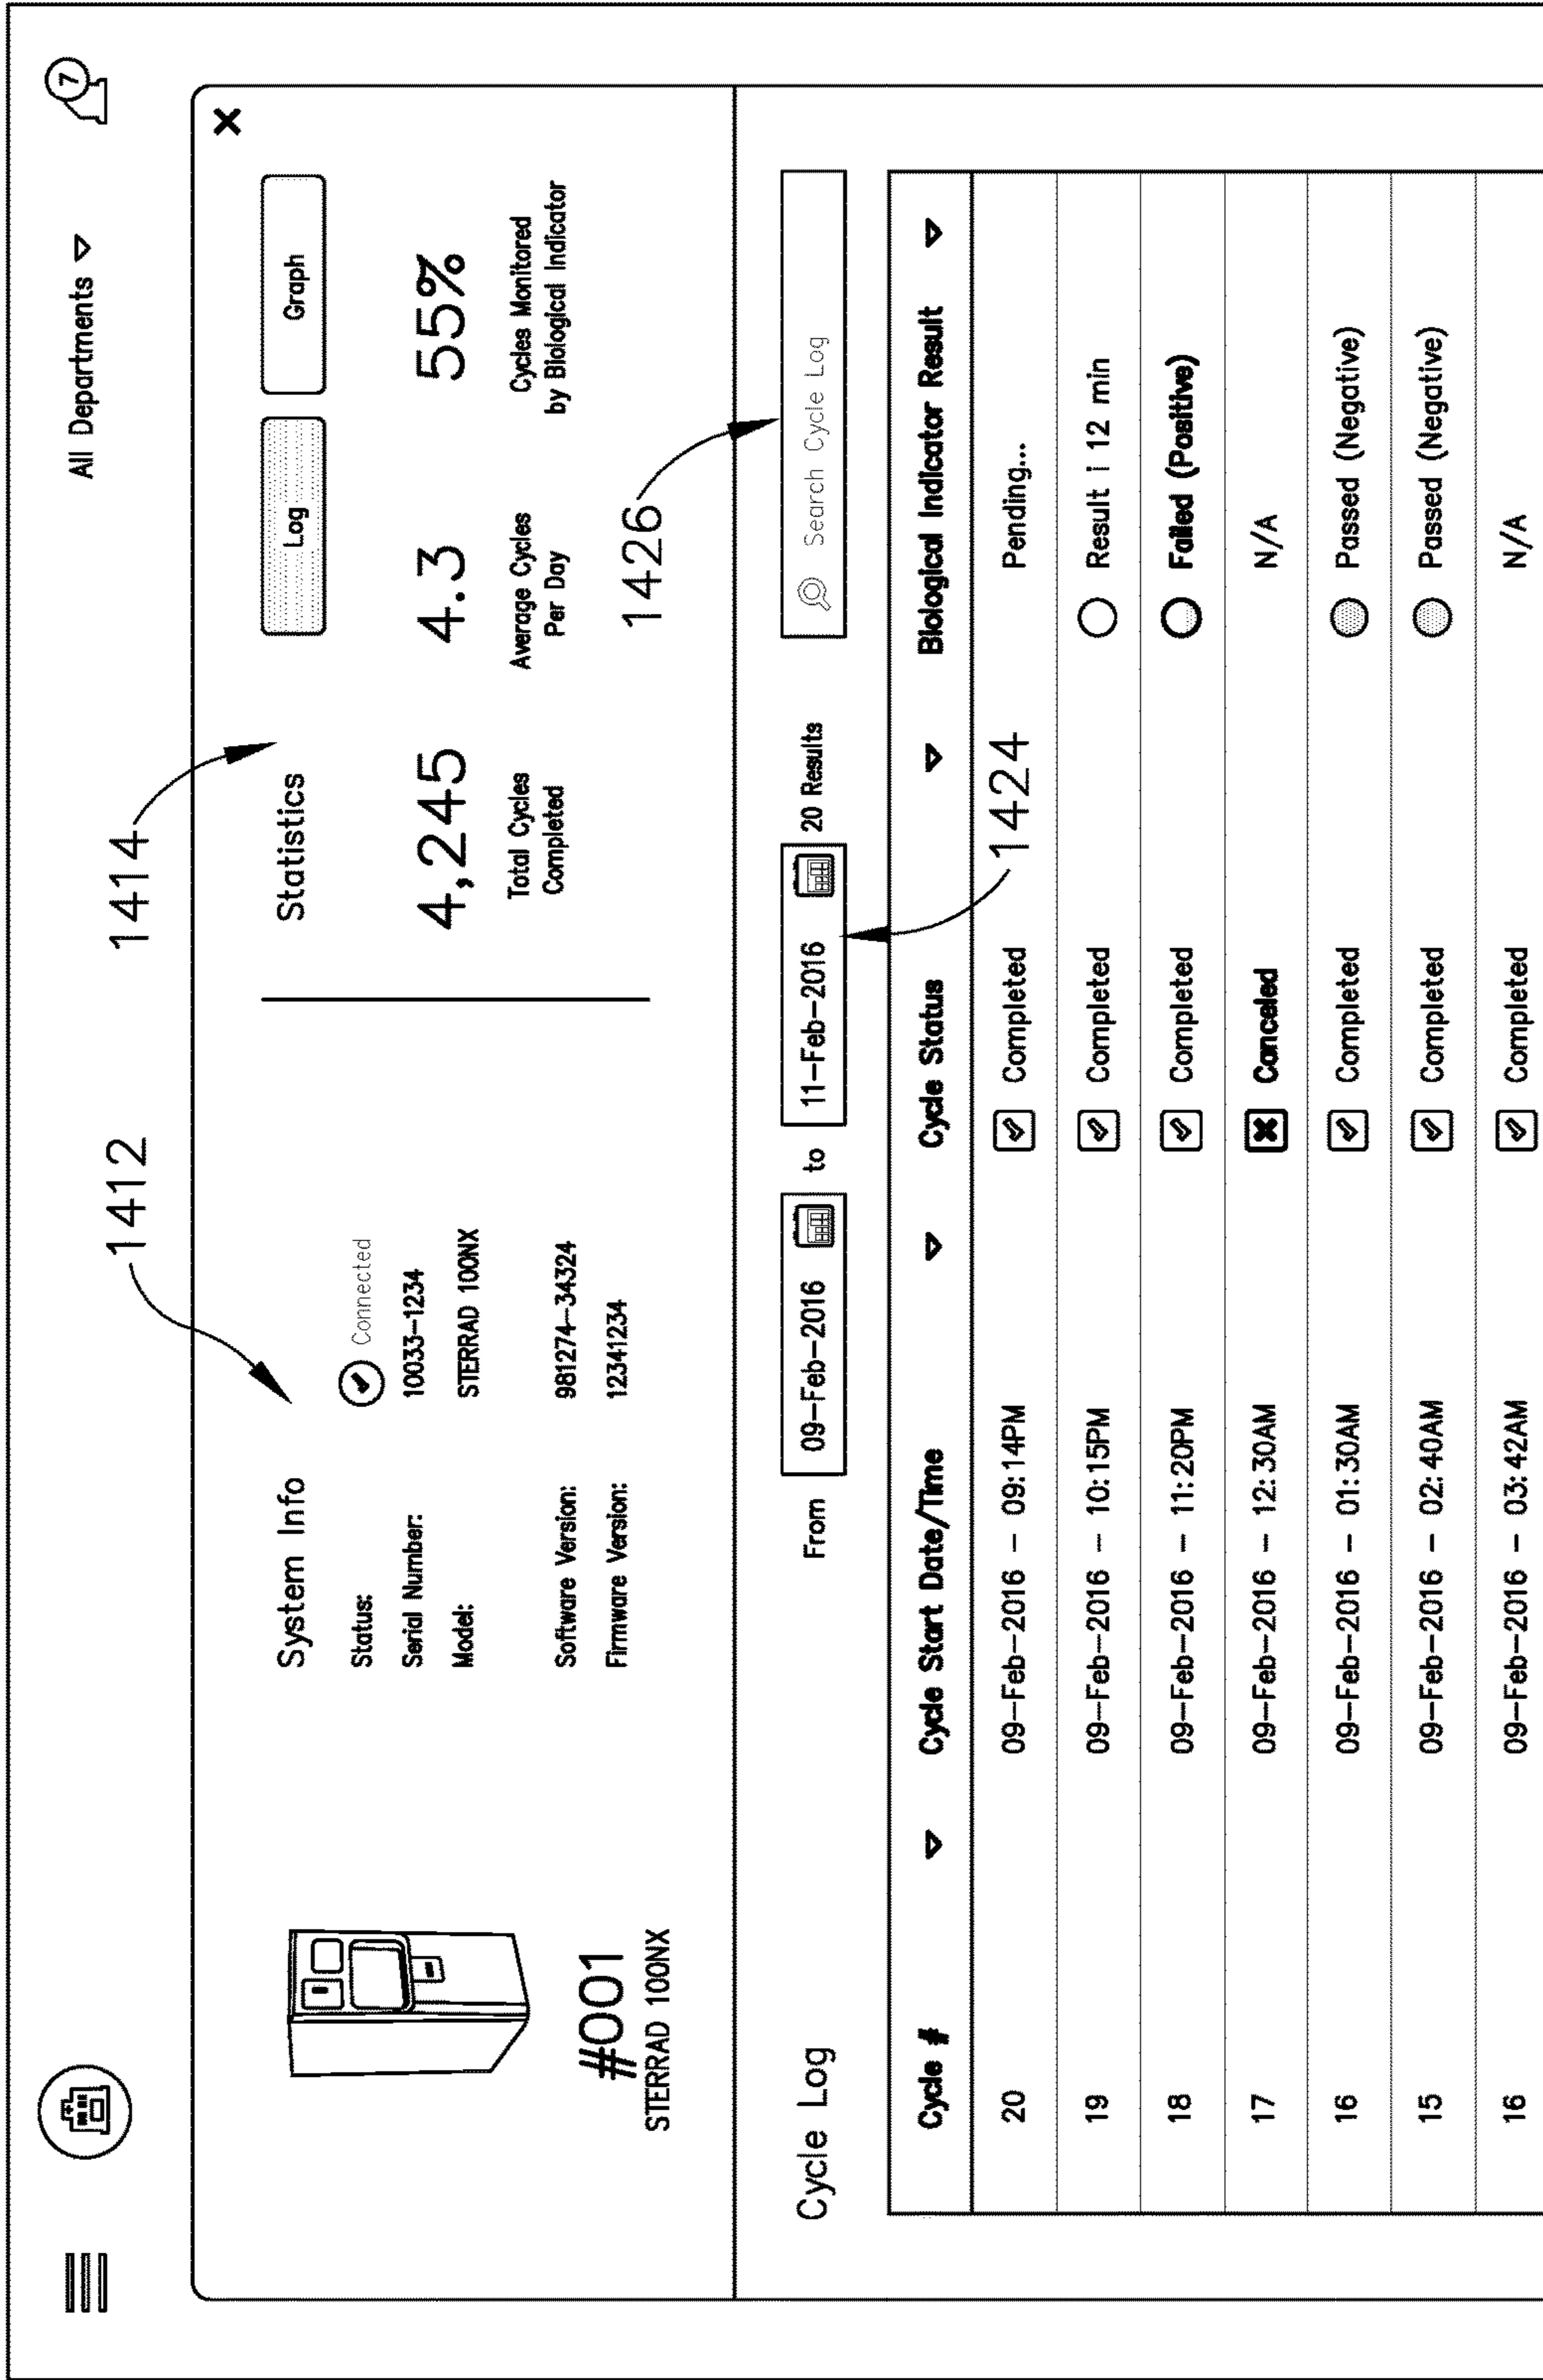 All Departments
7
1412
1414
System Info
Status: Connected
Serial Number: 10033-1234
Model: STERRAD 100NX
Software Version: 981274-34324
Firmware Version: 12341234
#001
STERRAD 100NX
Statistics
Log
Graph
4,245
Total Cycles
Completed
4.3
Average Cycles
Per Day
55%
Cycles Monitored
by Biological Indicator
1426
Cycle Log
From 09-Feb-2016 to 11-Feb-2016 20 Results
Search Cycle Log
1424
Cycle # Cycle Start Date/Time Cycle Status Biological Indicator Result
20 09-Feb-2016 - 09:14PM Completed Pending...
19 09-Feb-2016 - 10:15PM Completed Result i 12 min
18 09-Feb-2016 - 11:20PM Completed Failed (Positive)
17 09-Feb-2016 - 12:30AM Canceled N/A
16 09-Feb-2016 - 01:30AM Completed Passed (Negative)
15 09-Feb-2016 - 02:40AM Completed Passed (Negative)
16 09-Feb-2016 - 03:42AM Completed N/A